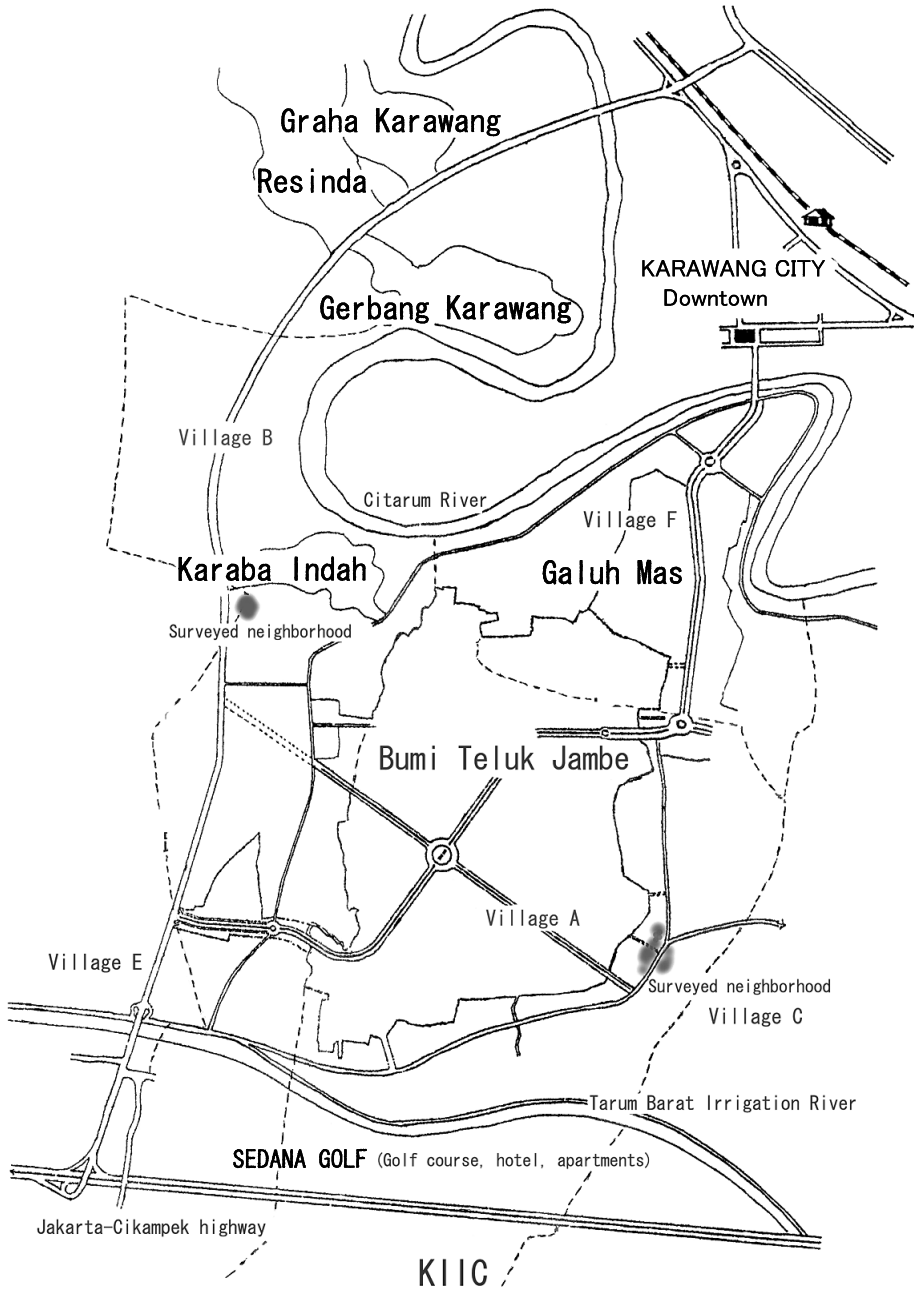 Graha Karawang
Resinda
KARAWANG CITY
Downtown
Gerbang Karawang
Village B
Citarum River
Village F
Karaba Indah
Galuh Mas
Surveyed neighborhood
Bumi Teluk Jambe
Village A
Village E
Surveyed neighborhood
Village C
Tarum Barat Irrigation River
SEDANA GOLF (Golf course, hotel, apartments)
Jakarta-Cikampek highway
KIIC